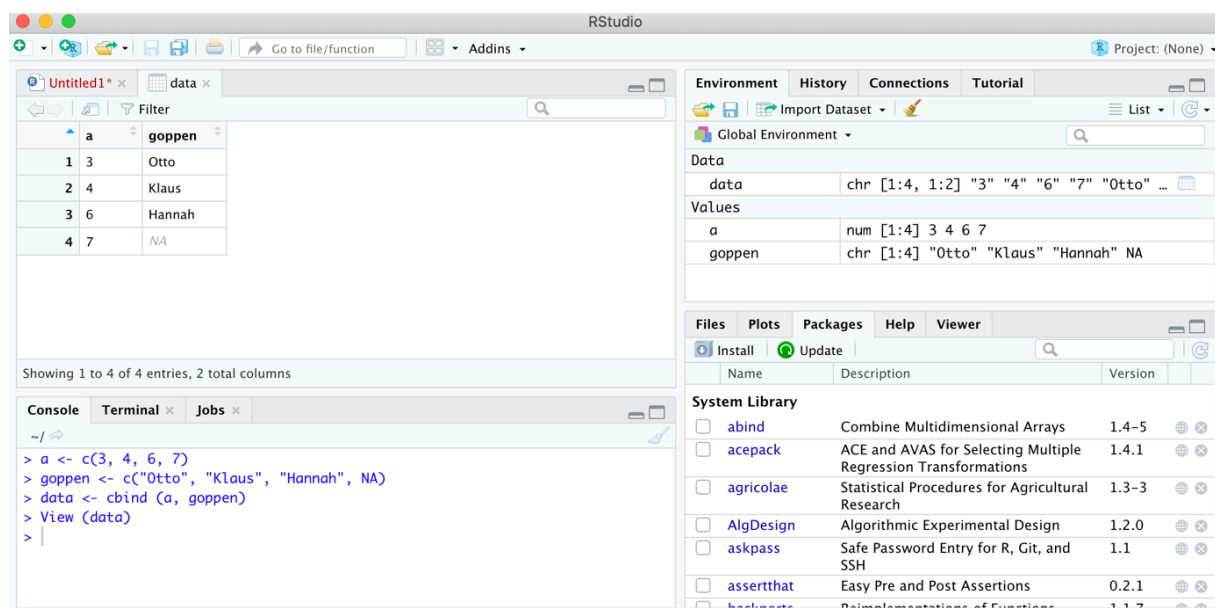 RStudio
Go to file/function Addins Project: (None)
Untitled1* data
Filter
a goppen
1 3 Otto
2 4 Klaus
3 6 Hannah
4 7 NA
Showing 1 to 4 of 4 entries, 2 total columns
Console Terminal Jobs
~/
> a <- c(3, 4, 6, 7)
> goppen <- c("Otto", "Klaus", "Hannah", NA)
> data <- cbind (a, goppen)
> View (data)
>
Environment History Connections Tutorial
Import Dataset List
Global Environment
Data
data chr [1:4, 1:2] "3" "4" "6" "7" "Otto" …
Values
a num [1:4] 3 4 6 7
goppen chr [1:4] "Otto" "Klaus" "Hannah" NA
Files Plots Packages Help Viewer
Install Update
Name Description Version
System Library
abind Combine Multidimensional Arrays 1.4-5
acepack ACE and AVAS for Selecting Multiple 1.4.1
Regression Transformations
agricolae Statistical Procedures for Agricultural 1.3-3
Research
AlgDesign Algorithmic Experimental Design 1.2.0
askpass Safe Password Entry for R, Git, and 1.1
SSH
assertthat Easy Pre and Post Assertions 0.2.1
backports Reimplementations of Functions 1.1.7